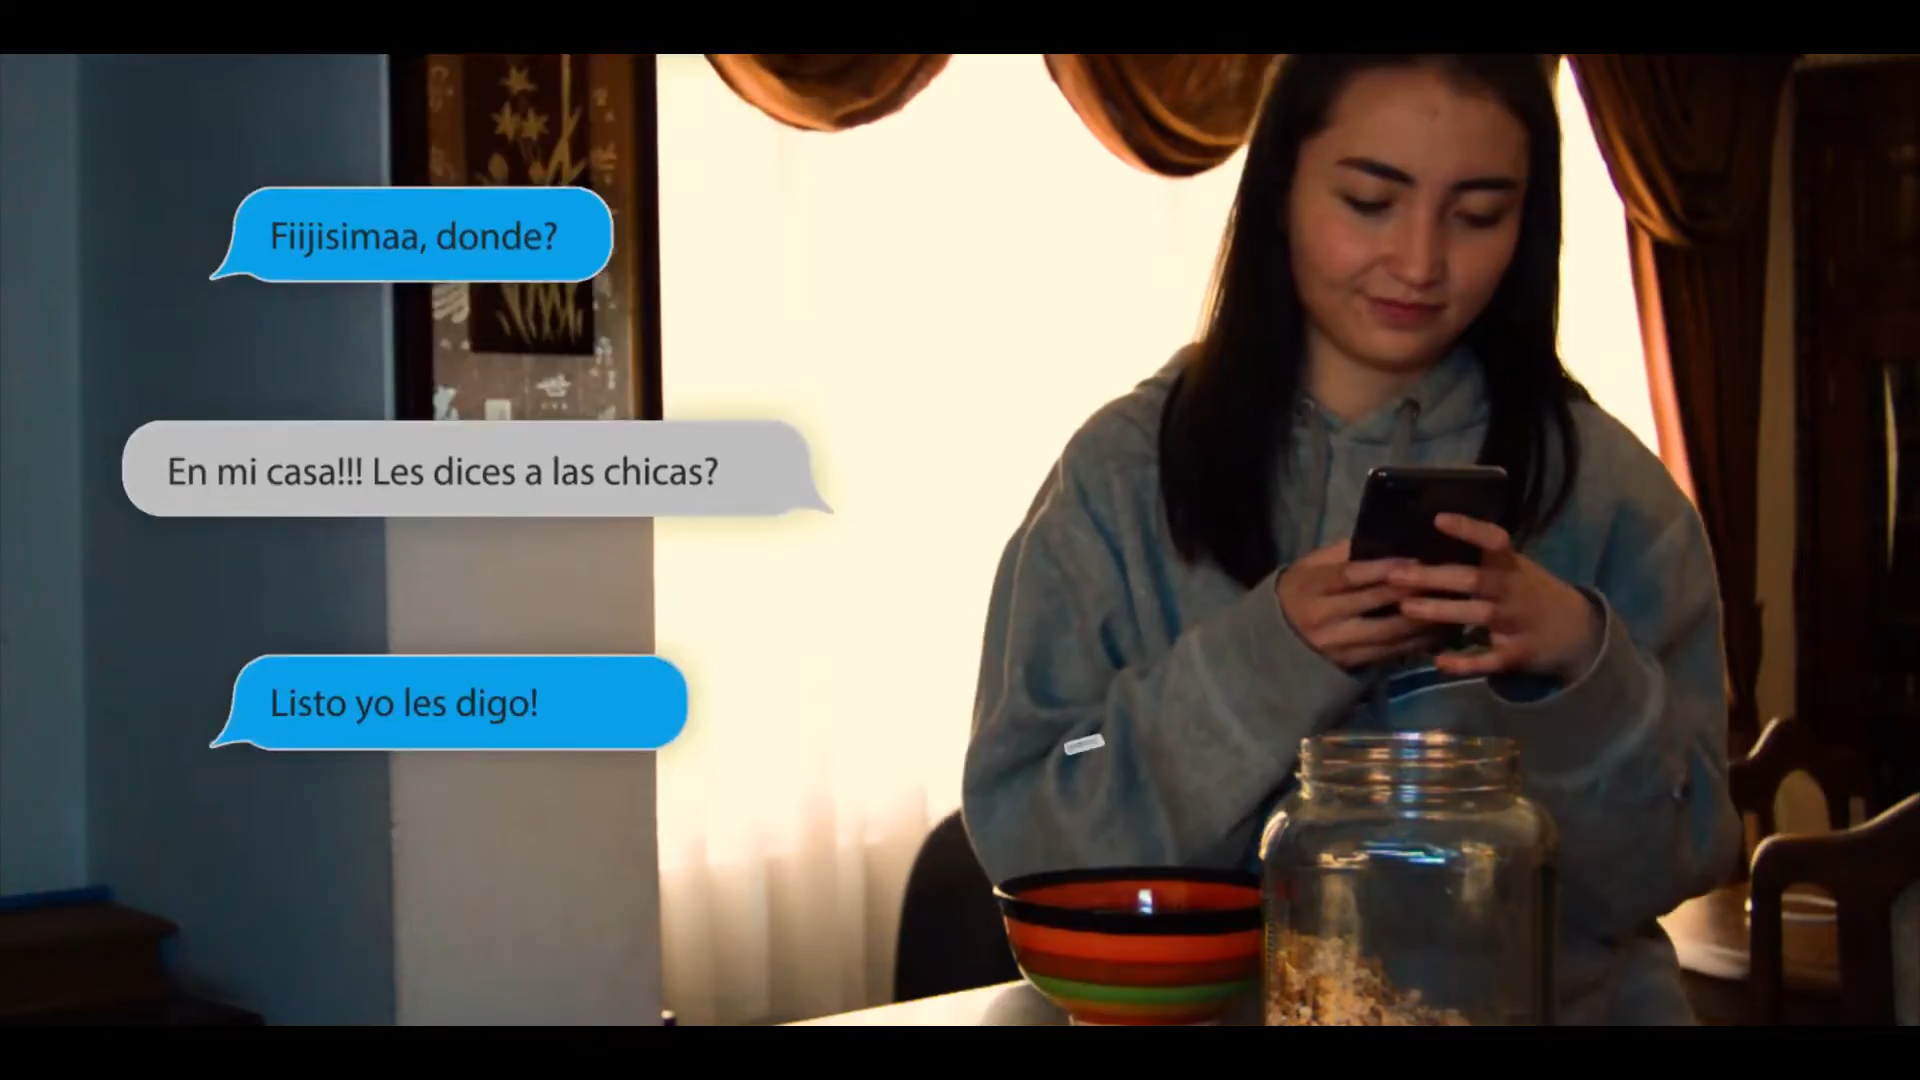 Fiijisimaa, donde?
En mi casa!!! Les dices a las chicas?
Listo yo les digo!